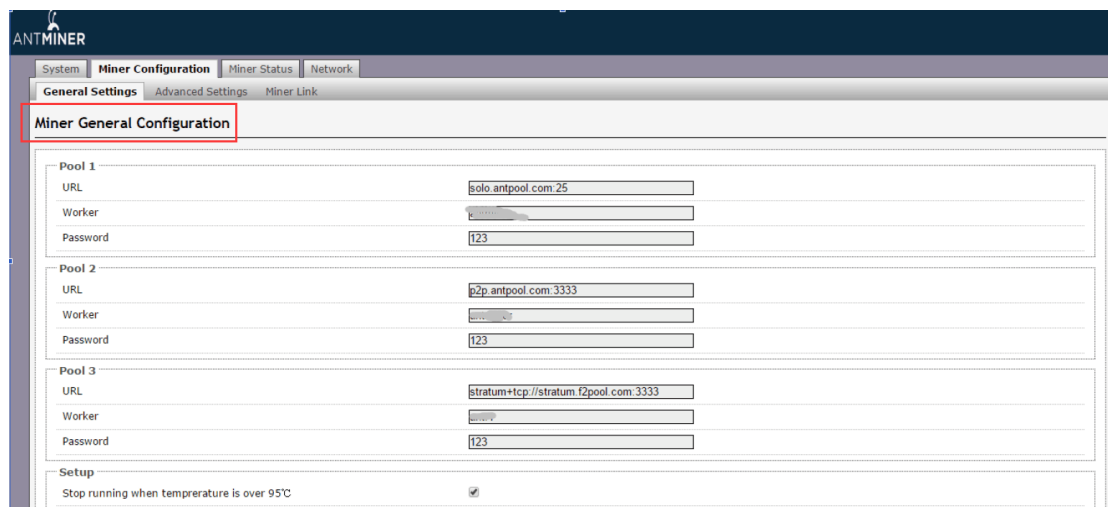 ANTMINER
System Miner Configuration Miner Status Network
General Settings Advanced Settings Miner Link
Miner General Configuration
Pool 1
URL solo.antpool.com:25
Worker
Password 123
Pool 2
URL p2p.antpool.com:3333
Worker
Password 123
Pool 3
URL stratum+tcp://stratum.f2pool.com:3333
Worker
Password 123
Setup
Stop running when temprerature is over 95℃